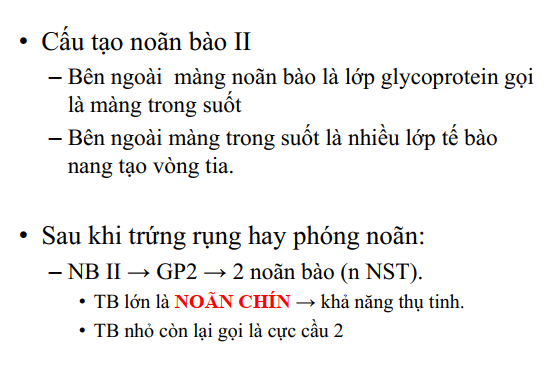 • Cấu tạo noãn bào II
– Bên ngoài màng noãn bào là lớp glycoprotein gọi
là màng trong suốt
– Bên ngoài màng trong suốt là nhiều lớp tế bào
nang tạo vòng tia.
• Sau khi trứng rụng hay phóng noãn:
– NB II → GP2 → 2 noãn bào (n NST).
• TB lớn là NOÃN CHÍN → khả năng thụ tinh.
• TB nhỏ còn lại gọi là cực cầu 2